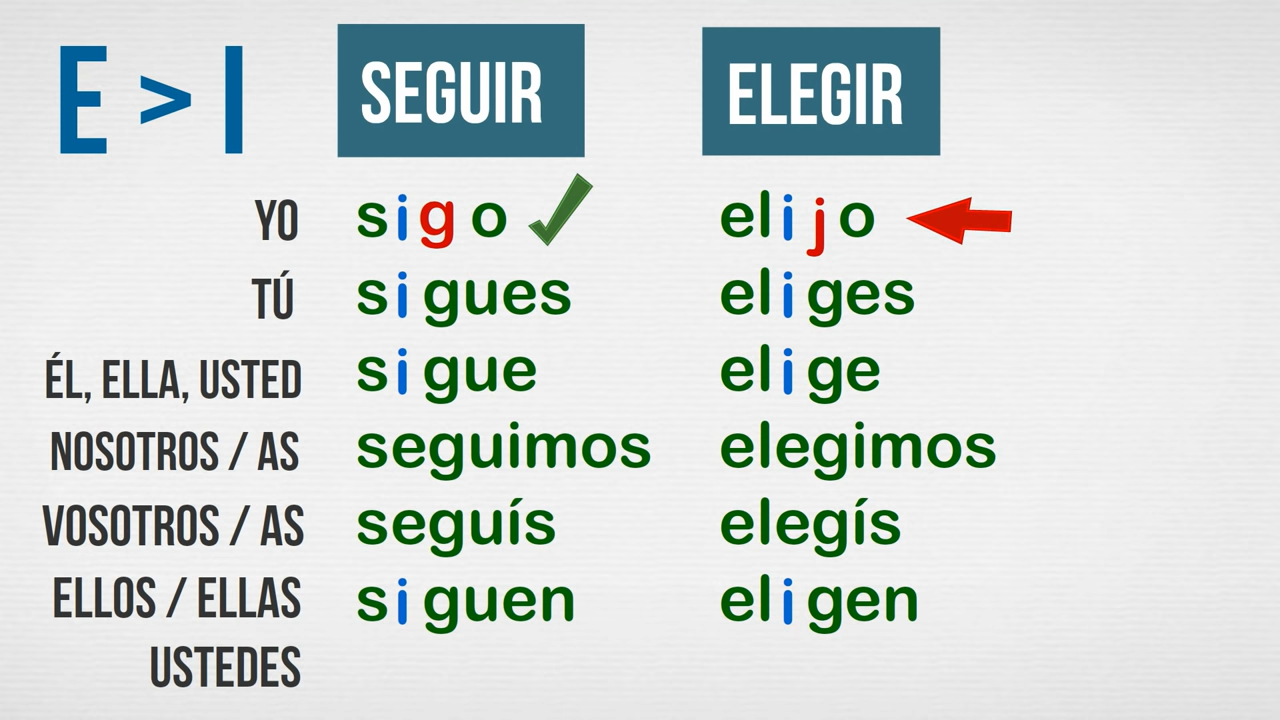 E > I SEGUIR ELEGIR
YO sigo elijo
TÚ sigues eliges
ÉL, ELLA, USTED sigue elige
NOSOTROS / AS seguimos elegimos
VOSOTROS / AS seguís elegís
ELLOS / ELLAS siguen eligen
USTEDES